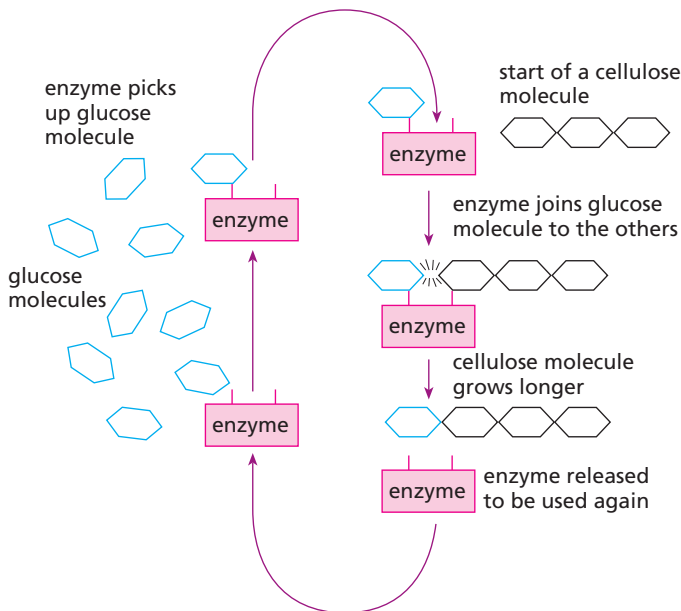 enzyme picks
up glucose
molecule
enzyme
glucose
molecules
enzyme
start of a cellulose
molecule
enzyme
enzyme joins glucose
molecule to the others
enzyme
cellulose molecule
grows longer
enzyme
enzyme released
to be used again